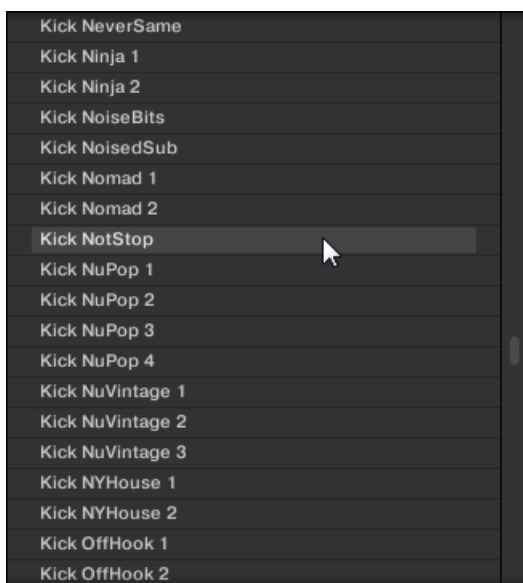 Kick NeverSame
Kick Ninja 1
Kick Ninja 2
Kick NoiseBits
Kick NoisedSub
Kick Nomad 1
Kick Nomad 2
Kick NotStop
Kick NuPop 1
Kick NuPop 2
Kick NuPop 3
Kick NuPop 4
Kick NuVintage 1
Kick NuVintage 2
Kick NuVintage 3
Kick NYHouse 1
Kick NYHouse 2
Kick OffHook 1
Kick OffHook 2